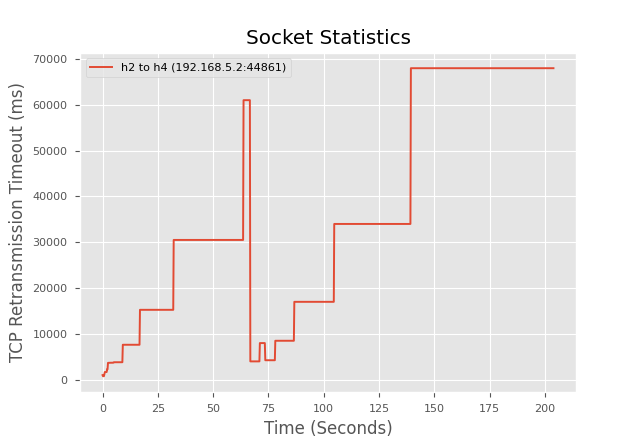 Socket Statistics
h2 to h4 (192.168.5.2:44861)
TCP Retransmission Timeout (ms)
70000
60000
50000
40000
30000
20000
10000
0
0 25 50 75 100 125 150 175 200
Time (Seconds)